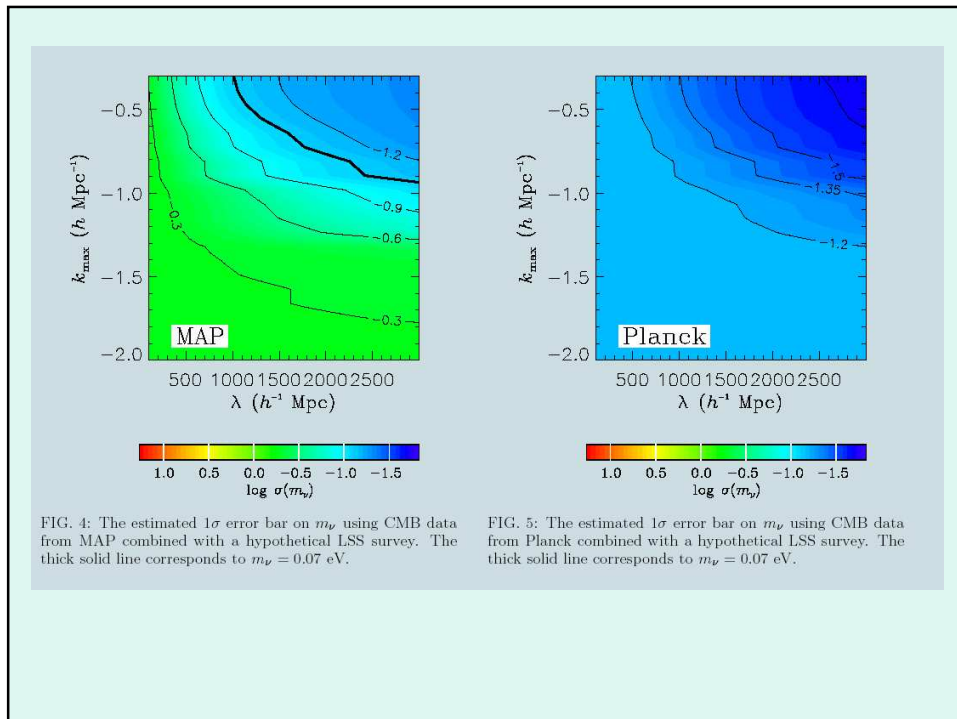 −0.5
−1.0
−1.5
−2.0
k_max (h Mpc⁻¹)
−0.3
−1.2
−0.9
−0.6
−0.3
MAP
500 1000 1500 2000 2500
λ (h⁻¹ Mpc)
1.0 0.5 0.0 −0.5 −1.0 −1.5
log σ(m_ν)
FIG. 4: The estimated 1σ error bar on m_ν using CMB data
from MAP combined with a hypothetical LSS survey. The
thick solid line corresponds to m_ν = 0.07 eV.
−0.5
−1.0
−1.5
−2.0
k_max (h Mpc⁻¹)
−1.5
−1.35
−1.2
Planck
500 1000 1500 2000 2500
λ (h⁻¹ Mpc)
1.0 0.5 0.0 −0.5 −1.0 −1.5
log σ(m_ν)
FIG. 5: The estimated 1σ error bar on m_ν using CMB data
from Planck combined with a hypothetical LSS survey. The
thick solid line corresponds to m_ν = 0.07 eV.